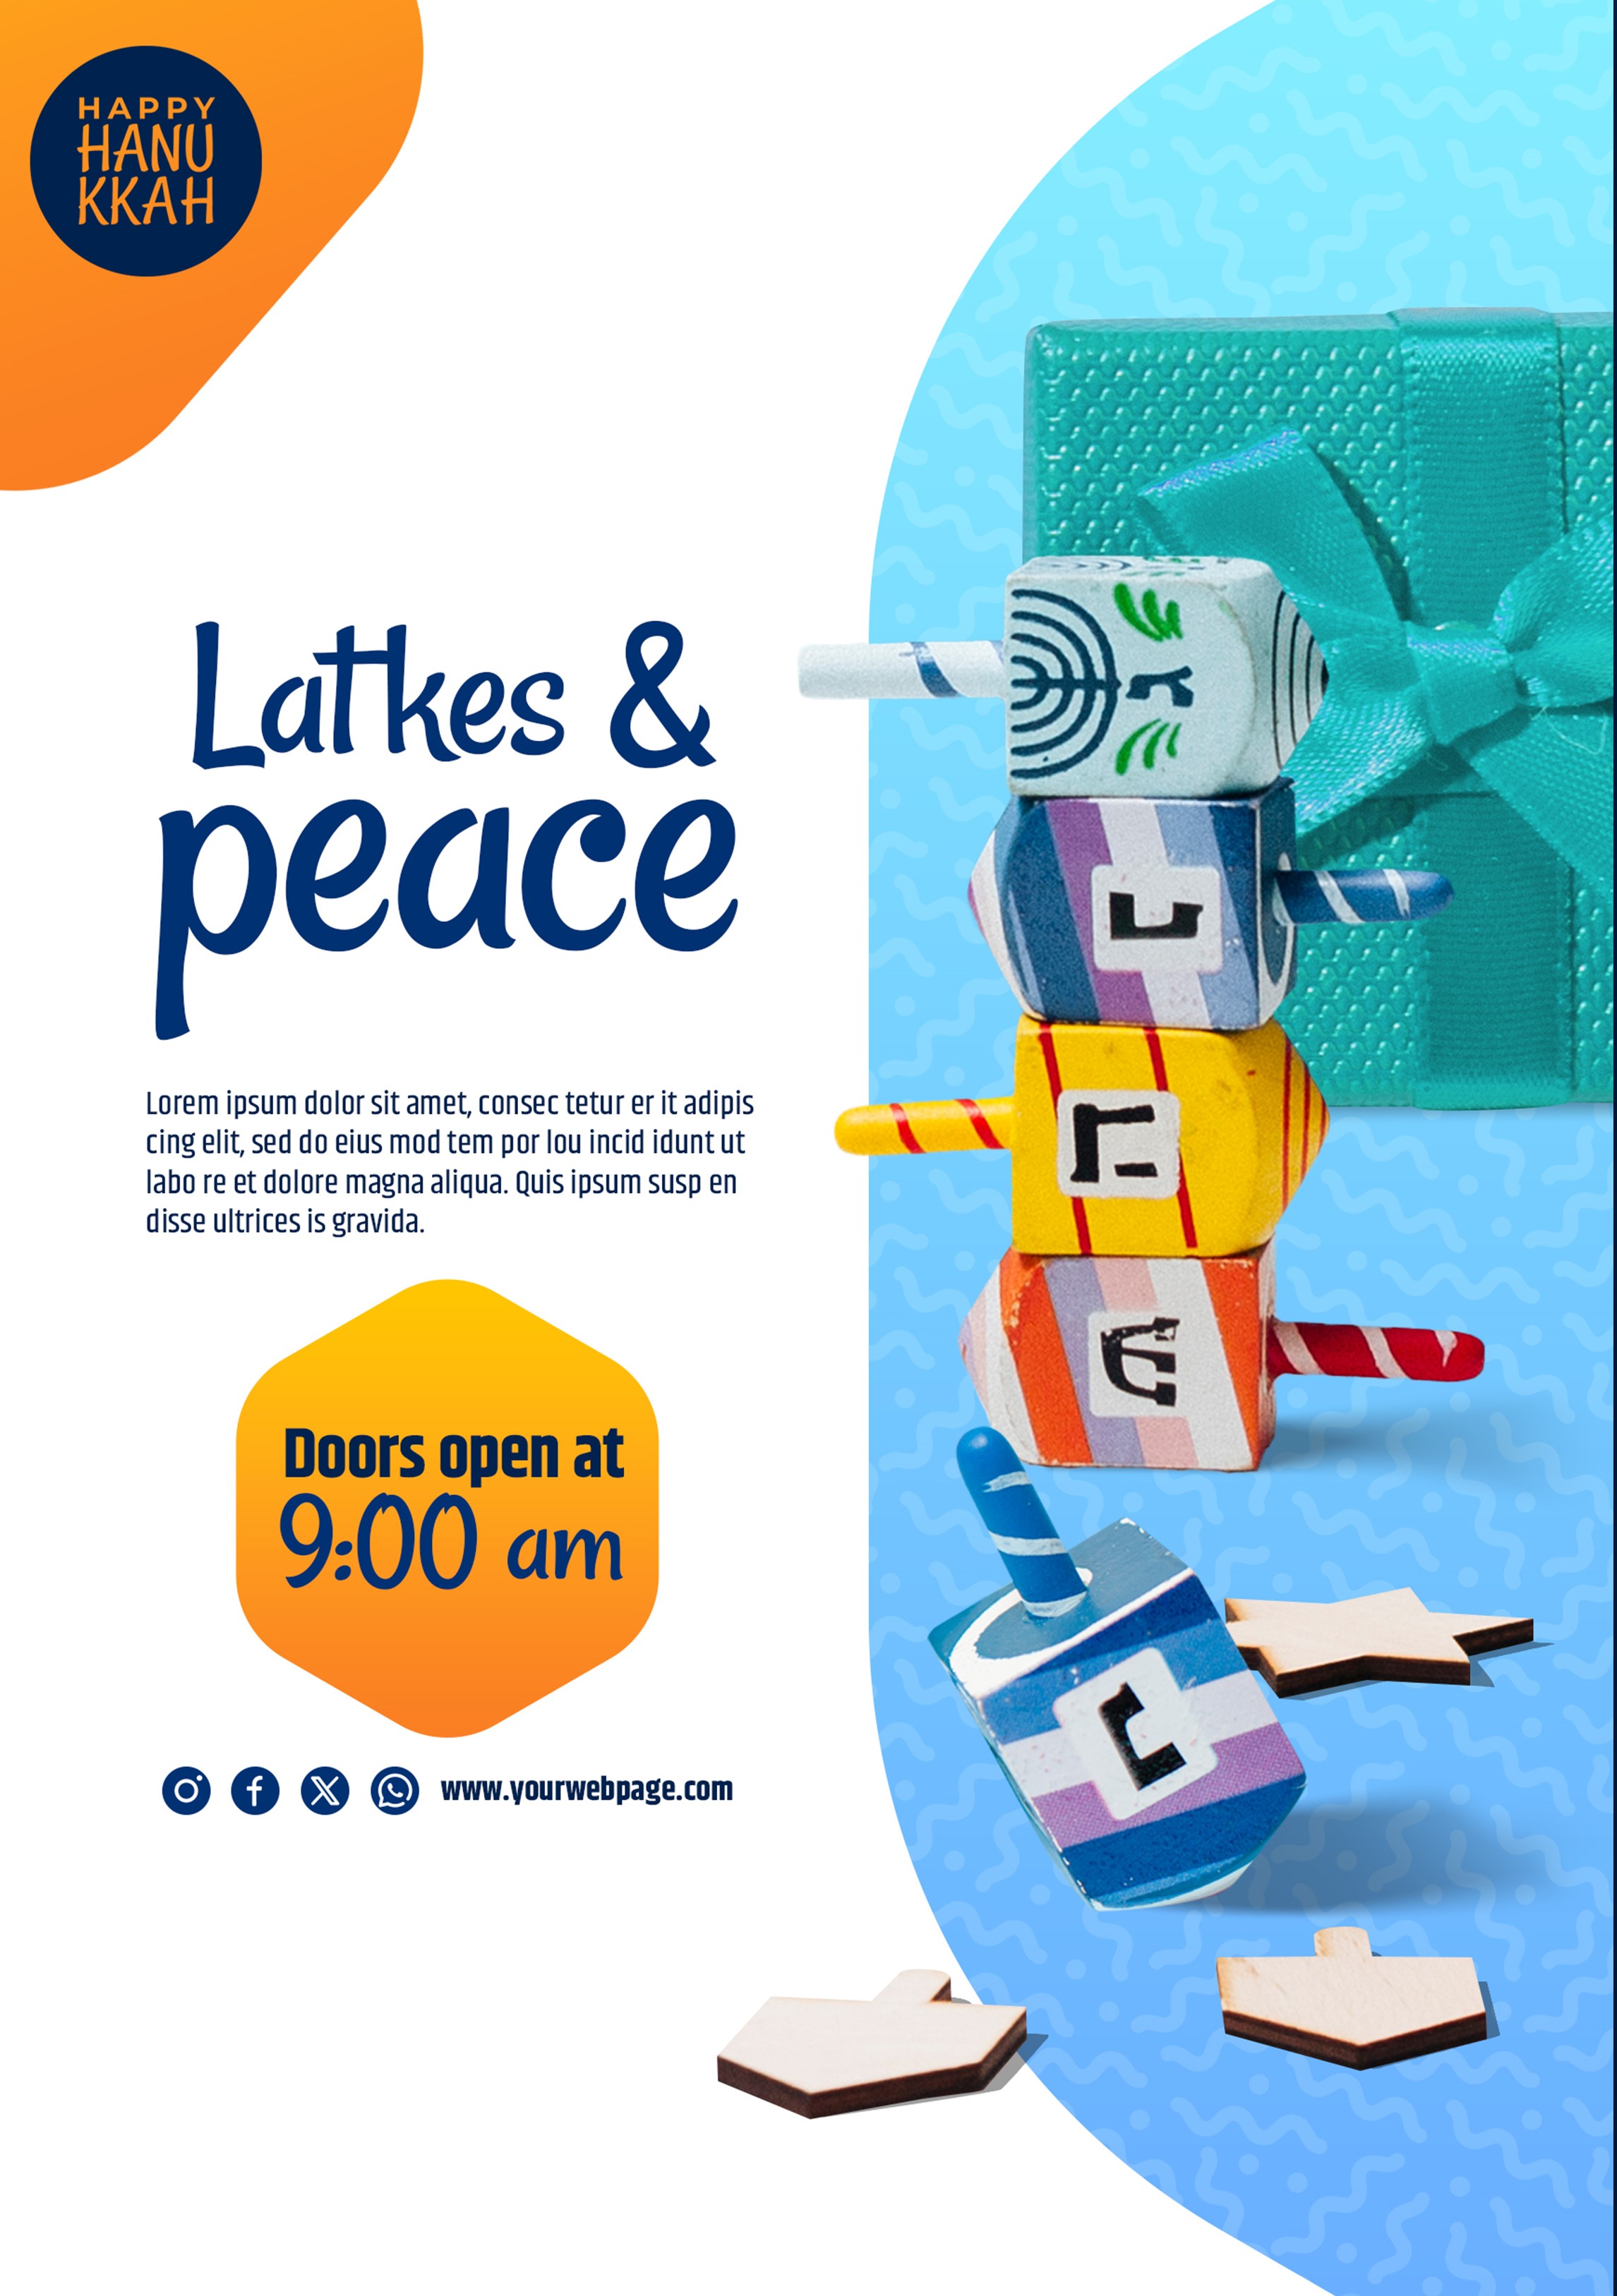 HAPPY
HANU
KKAH
Latkes &
peace
Lorem ipsum dolor sit amet, consec tetur er it adipis
cing elit, sed do eius mod tem por lou incid idunt ut
labo re et dolore magna aliqua. Quis ipsum susp en
disse ultrices is gravida.
Doors open at
9:00 am
www.yourwebpage.com
נ
ה
ש
נ